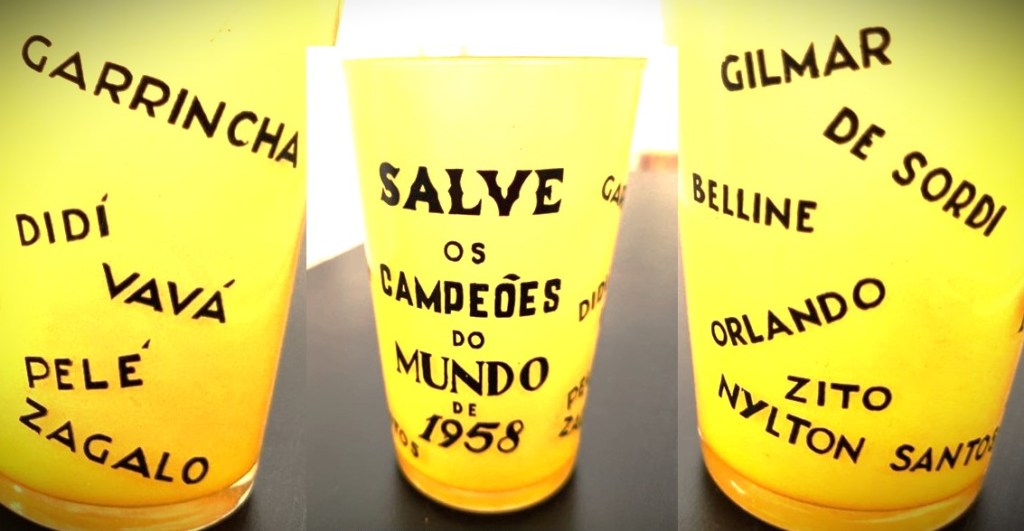 GARRINCHA
DIDÍ
VAVÁ
PELÉ
ZAGALO
SALVE
OS
CAMPEÕES
DO
MUNDO
DE
1958
GILMAR
DE SORDI
BELLINE
ORLANDO
ZITO
NYLTON SANTOS